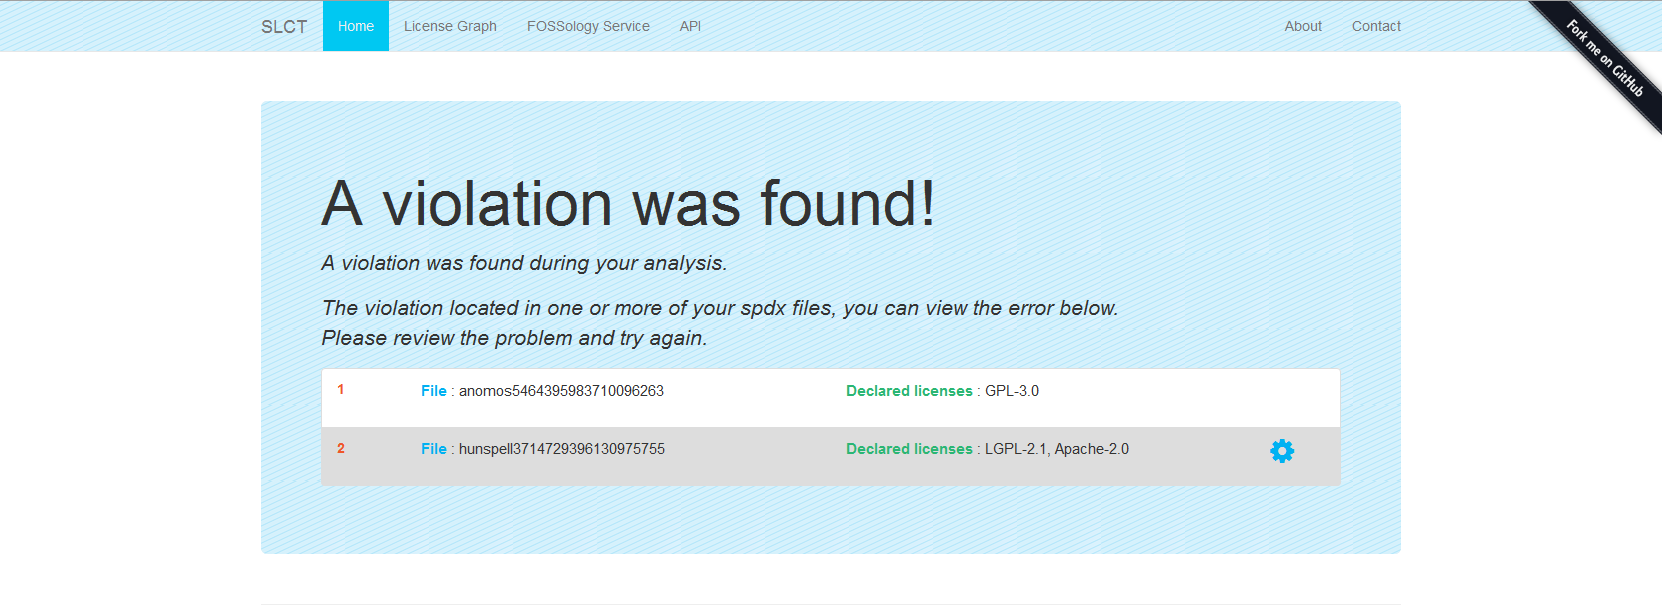 SLCT Home License Graph FOSSology Service API About Contact
Fork me on GitHub
A violation was found!
A violation was found during your analysis.
The violation located in one or more of your spdx files, you can view the error below.
Please review the problem and try again.
1 File : anomos5464395983710096263 Declared licenses : GPL-3.0
2 File : hunspell3714729396130975755 Declared licenses : LGPL-2.1, Apache-2.0